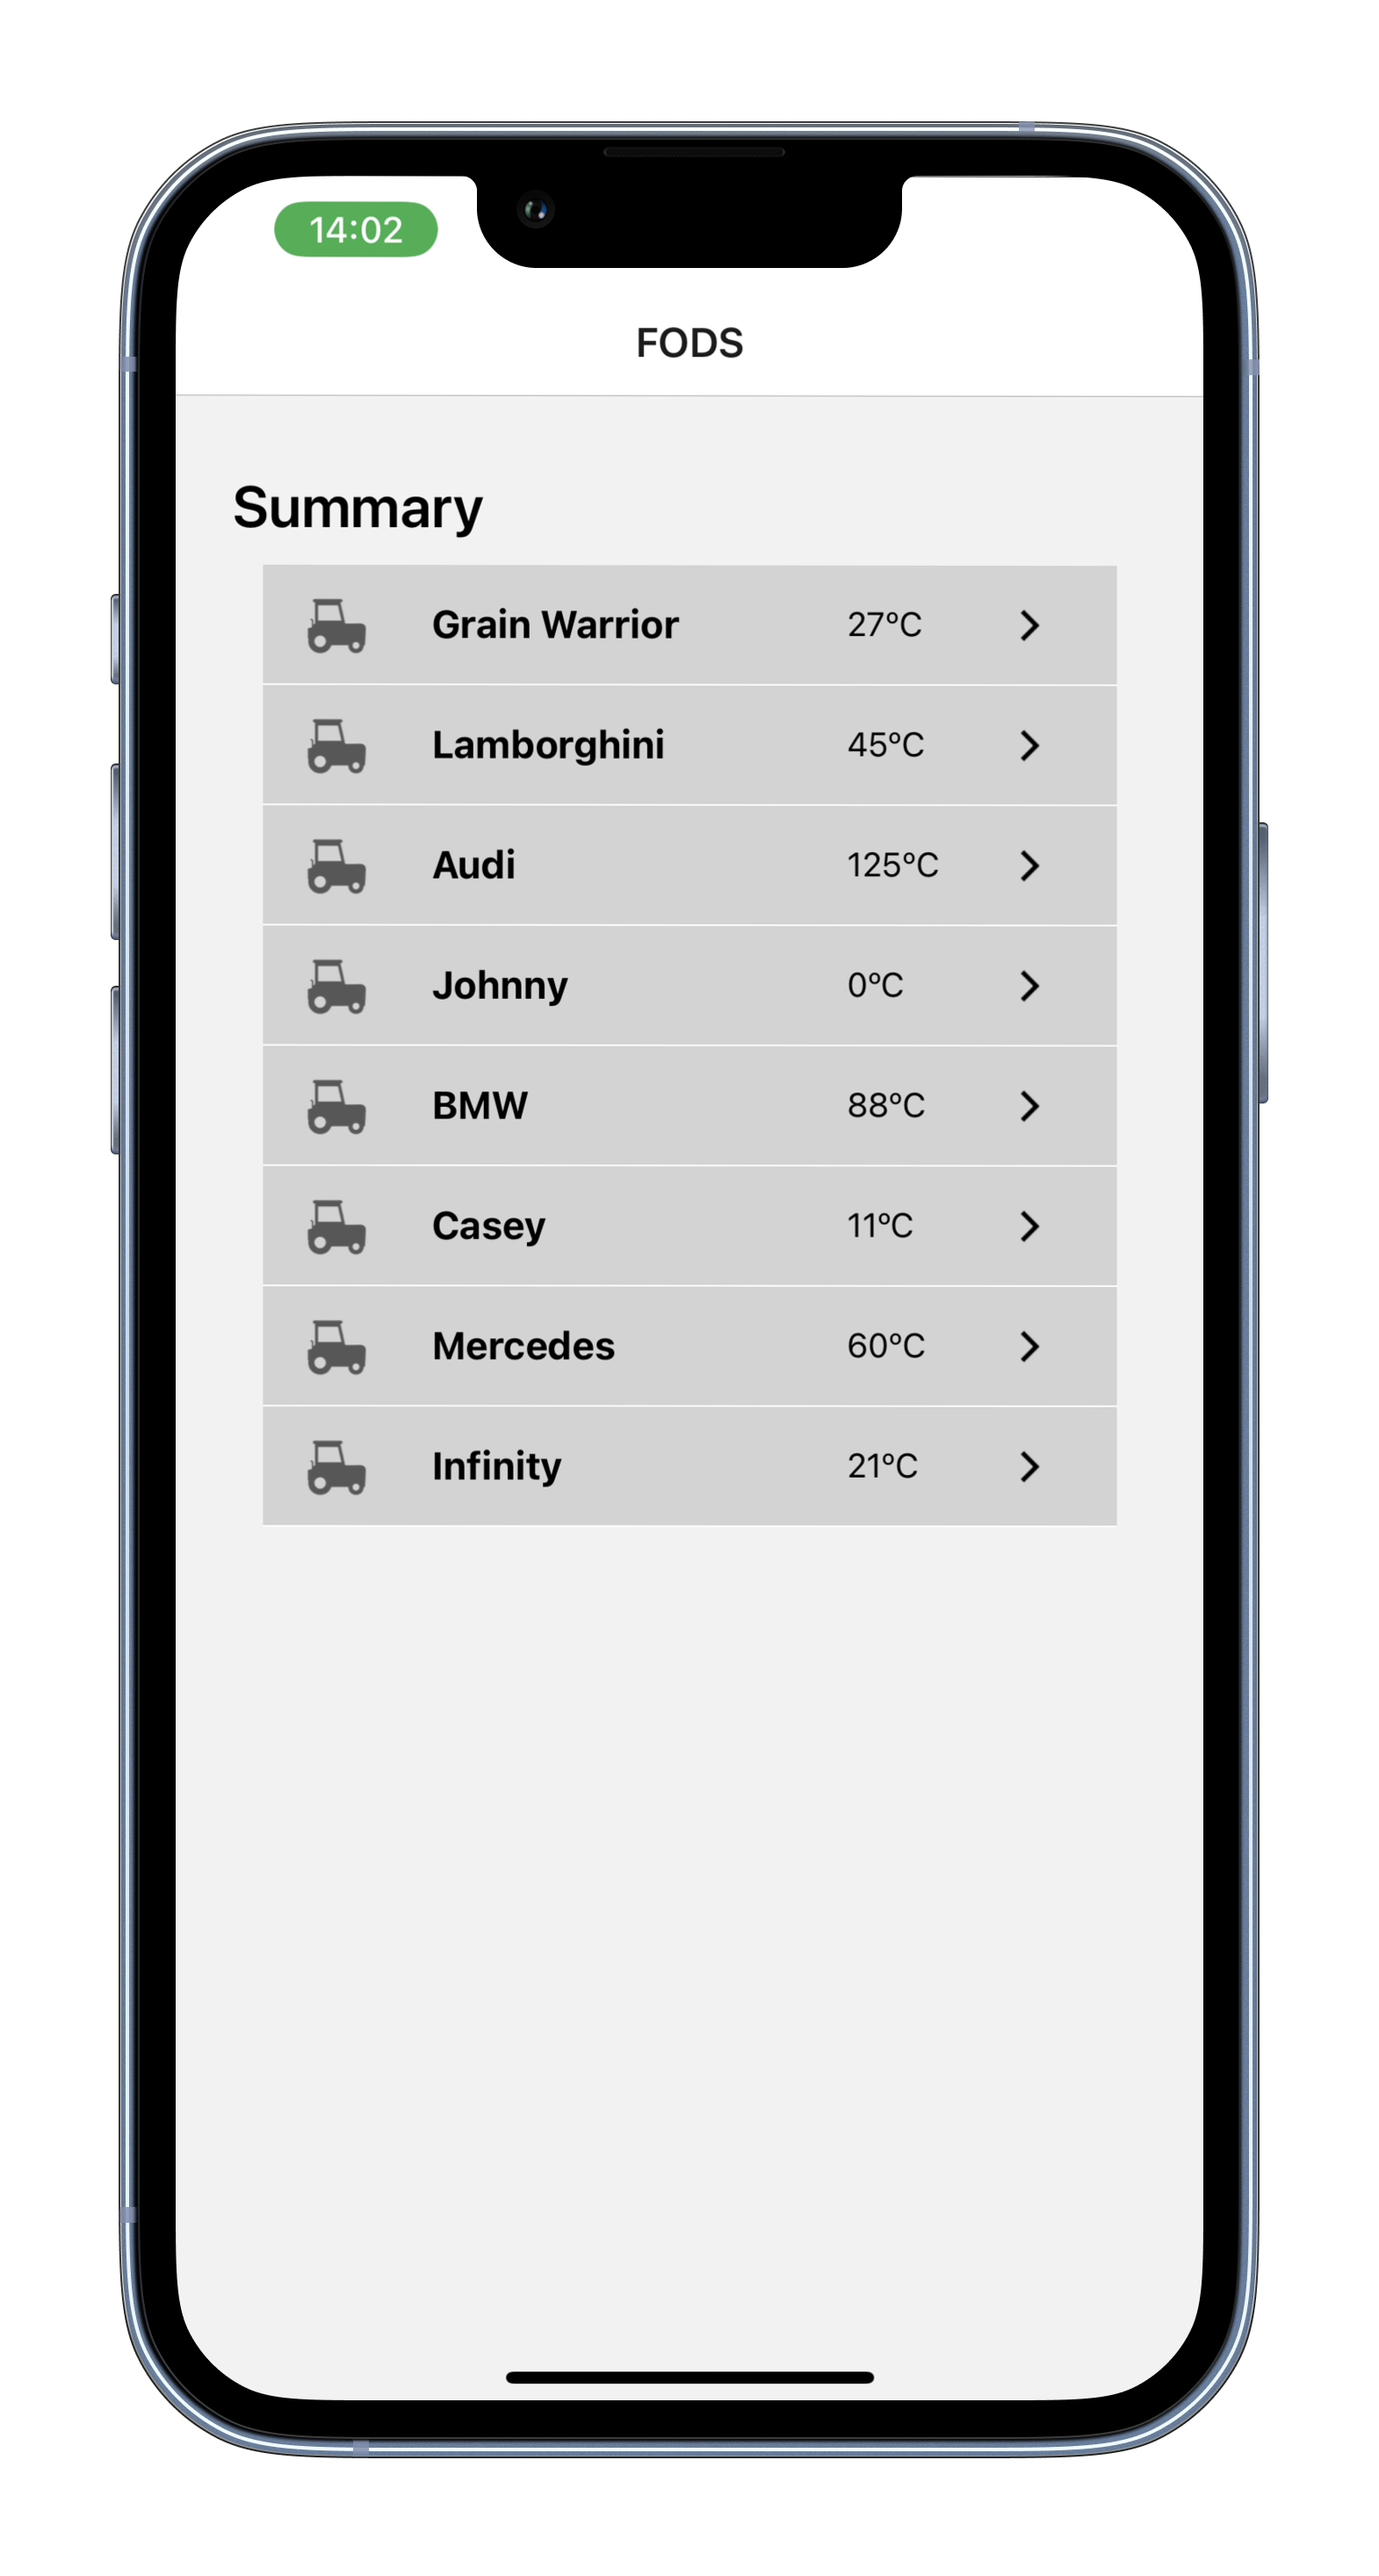 14:02
FODS
Summary
Grain Warrior 27°C
Lamborghini 45°C
Audi 125°C
Johnny 0°C
BMW 88°C
Casey 11°C
Mercedes 60°C
Infinity 21°C